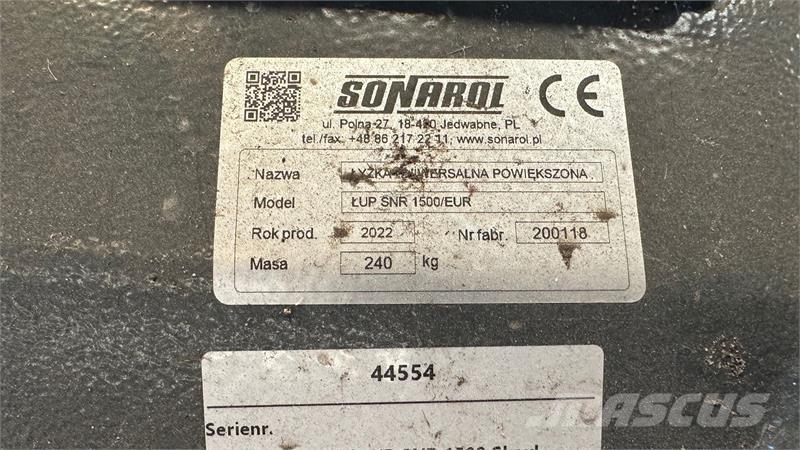 SONAROL CE
ul. Polna 27, 18-420 Jedwabne, PL
tel./fax. +48 86 217 22 11; www.sonarol.pl
Nazwa ŁYŻKA UNIWERSALNA POWIĘKSZONA
Model ŁUP SNR 1500/EUR
Rok prod. 2022 Nr fabr. 200118
Masa 240 kg
44554
Serienr.
MASCUS